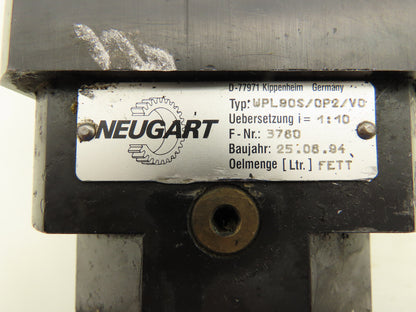 D-77971 Kippenheim Germany
Typ: WPL90S/OP2/VO
Uebersetzung i = 1:10
NEUGART
F-Nr.: 3760
Baujahr: 25.08.94
Oelmenge [Ltr.] FETT